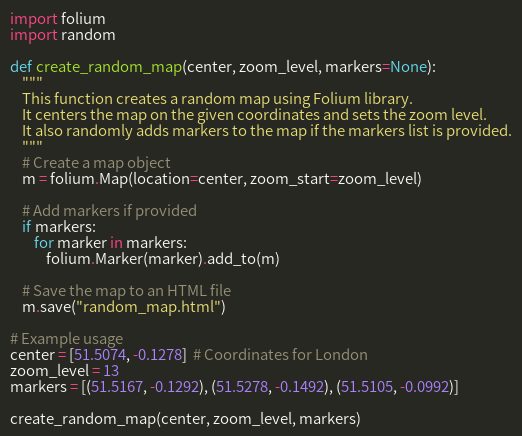 import folium
import random

def create_random_map(center, zoom_level, markers=None):
    """
    This function creates a random map using Folium library.
    It centers the map on the given coordinates and sets the zoom level.
    It also randomly adds markers to the map if the markers list is provided.
    """
    # Create a map object
    m = folium.Map(location=center, zoom_start=zoom_level)

    # Add markers if provided
    if markers:
        for marker in markers:
            folium.Marker(marker).add_to(m)

    # Save the map to an HTML file
    m.save("random_map.html")

# Example usage
center = [51.5074, -0.1278]  # Coordinates for London
zoom_level = 13
markers = [(51.5167, -0.1292), (51.5278, -0.1492), (51.5105, -0.0992)]

create_random_map(center, zoom_level, markers)